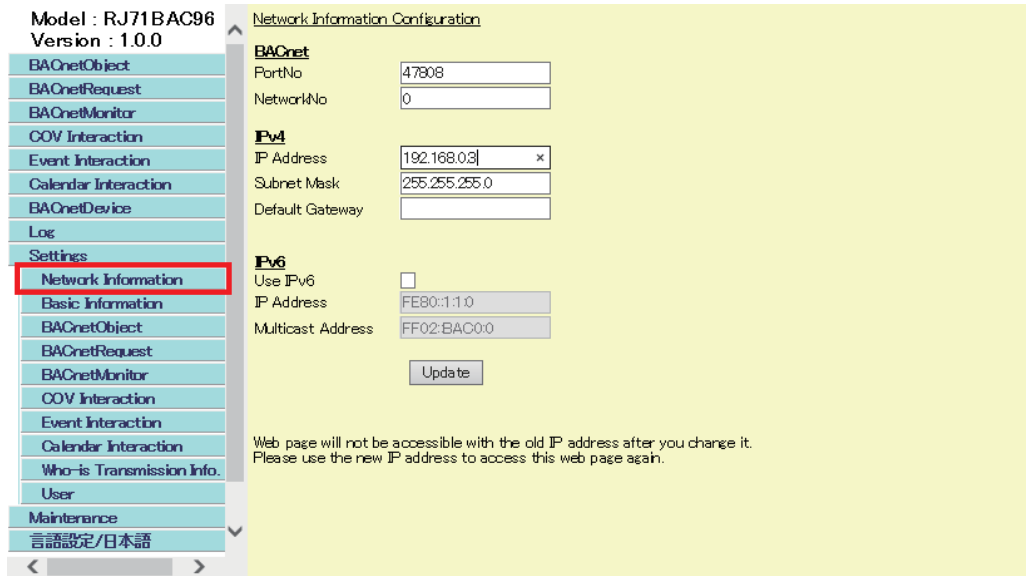 Model : RJ71BAC96
Version : 1.0.0
BACnetObject
BACnetRequest
BACnetMonitor
COV Interaction
Event Interaction
Calendar Interaction
BACnetDevice
Log
Settings
Network Information
Basic Information
BACnetObject
BACnetRequest
BACnetMonitor
COV Interaction
Event Interaction
Calendar Interaction
Who-is Transmission Info.
User
Maintenance
言語設定/日本語
Network Information Configuration
BACnet
PortNo 47808
NetworkNo 0
IPv4
IP Address 192.168.0.3 ×
Subnet Mask 255.255.255.0
Default Gateway
IPv6
Use IPv6
IP Address FE80::1:1:0
Multicast Address FF02::BAC0:0
Update
Web page will not be accessible with the old IP address after you change it.
Please use the new IP address to access this web page again.